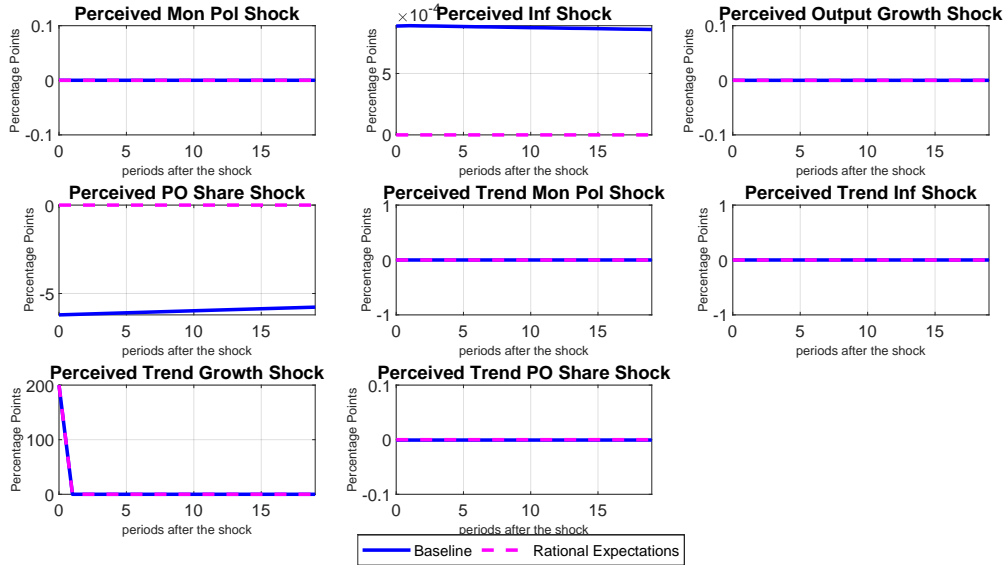 Perceived Mon Pol Shock
Percentage Points
0.1
0
-0.1
0 5 10 15
periods after the shock
×10-4 Perceived Inf Shock
Percentage Points
5
0
0 5 10 15
periods after the shock
Perceived Output Growth Shock
Percentage Points
0.1
0
-0.1
0 5 10 15
periods after the shock
Perceived PO Share Shock
Percentage Points
0
-5
0 5 10 15
periods after the shock
Perceived Trend Mon Pol Shock
Percentage Points
1
0
-1
0 5 10 15
periods after the shock
Perceived Trend Inf Shock
Percentage Points
1
0
-1
0 5 10 15
periods after the shock
Perceived Trend Growth Shock
Percentage Points
200
100
0
0 5 10 15
periods after the shock
Perceived Trend PO Share Shock
Percentage Points
0.1
0
-0.1
0 5 10 15
periods after the shock
Baseline Rational Expectations